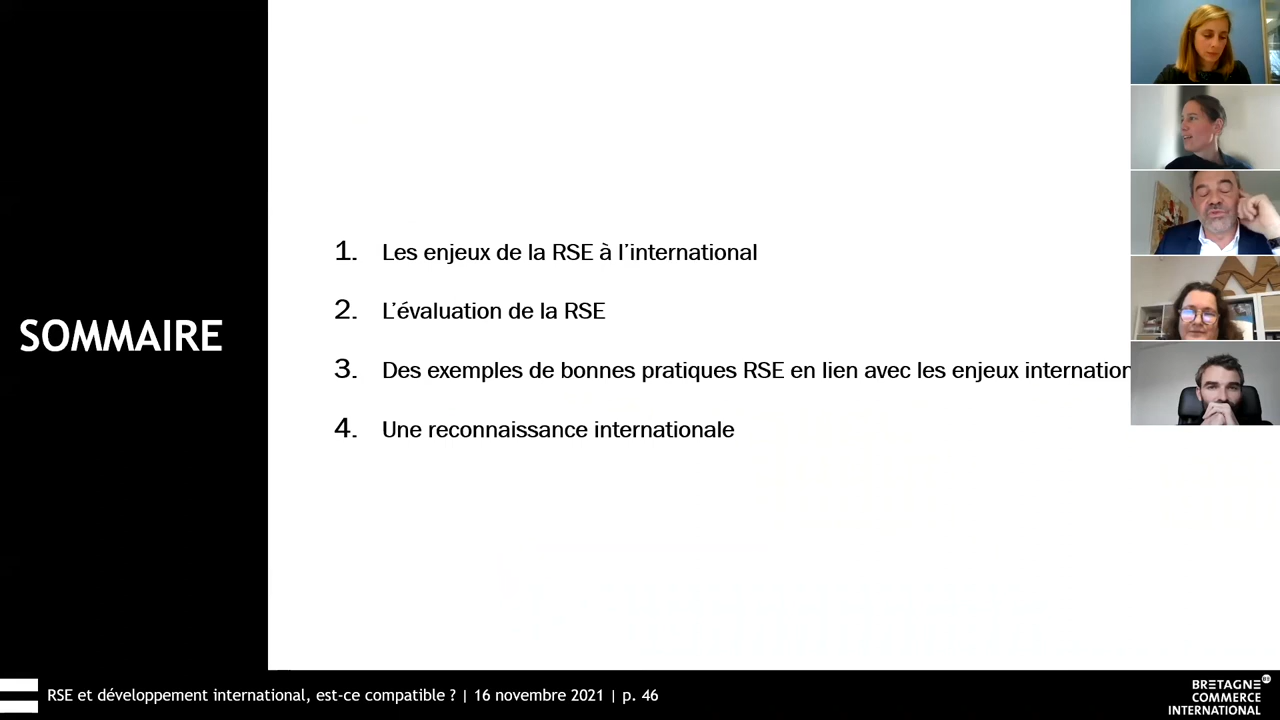 SOMMAIRE
1. Les enjeux de la RSE à l'international
2. L'évaluation de la RSE
3. Des exemples de bonnes pratiques RSE en lien avec les enjeux internation
4. Une reconnaissance internationale
RSE et développement international, est-ce compatible ? | 16 novembre 2021 | p. 46
BRETAGNE
COMMERCE
INTERNATIONAL